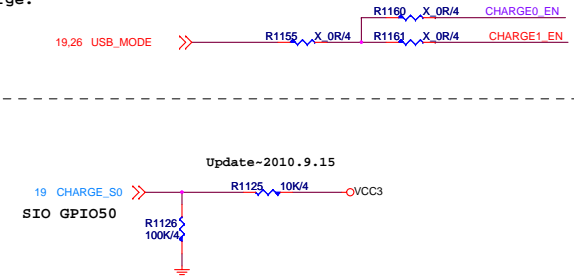 rge.
R1160 X_0R/4 CHARGE0_EN
19,26 USB_MODE R1155 X_0R/4 R1161 X_0R/4 CHARGE1_EN
Update~2010.9.15
19 CHARGE_S0 R1125 10K/4 VCC3
SIO GPIO50
R1126
100K/4